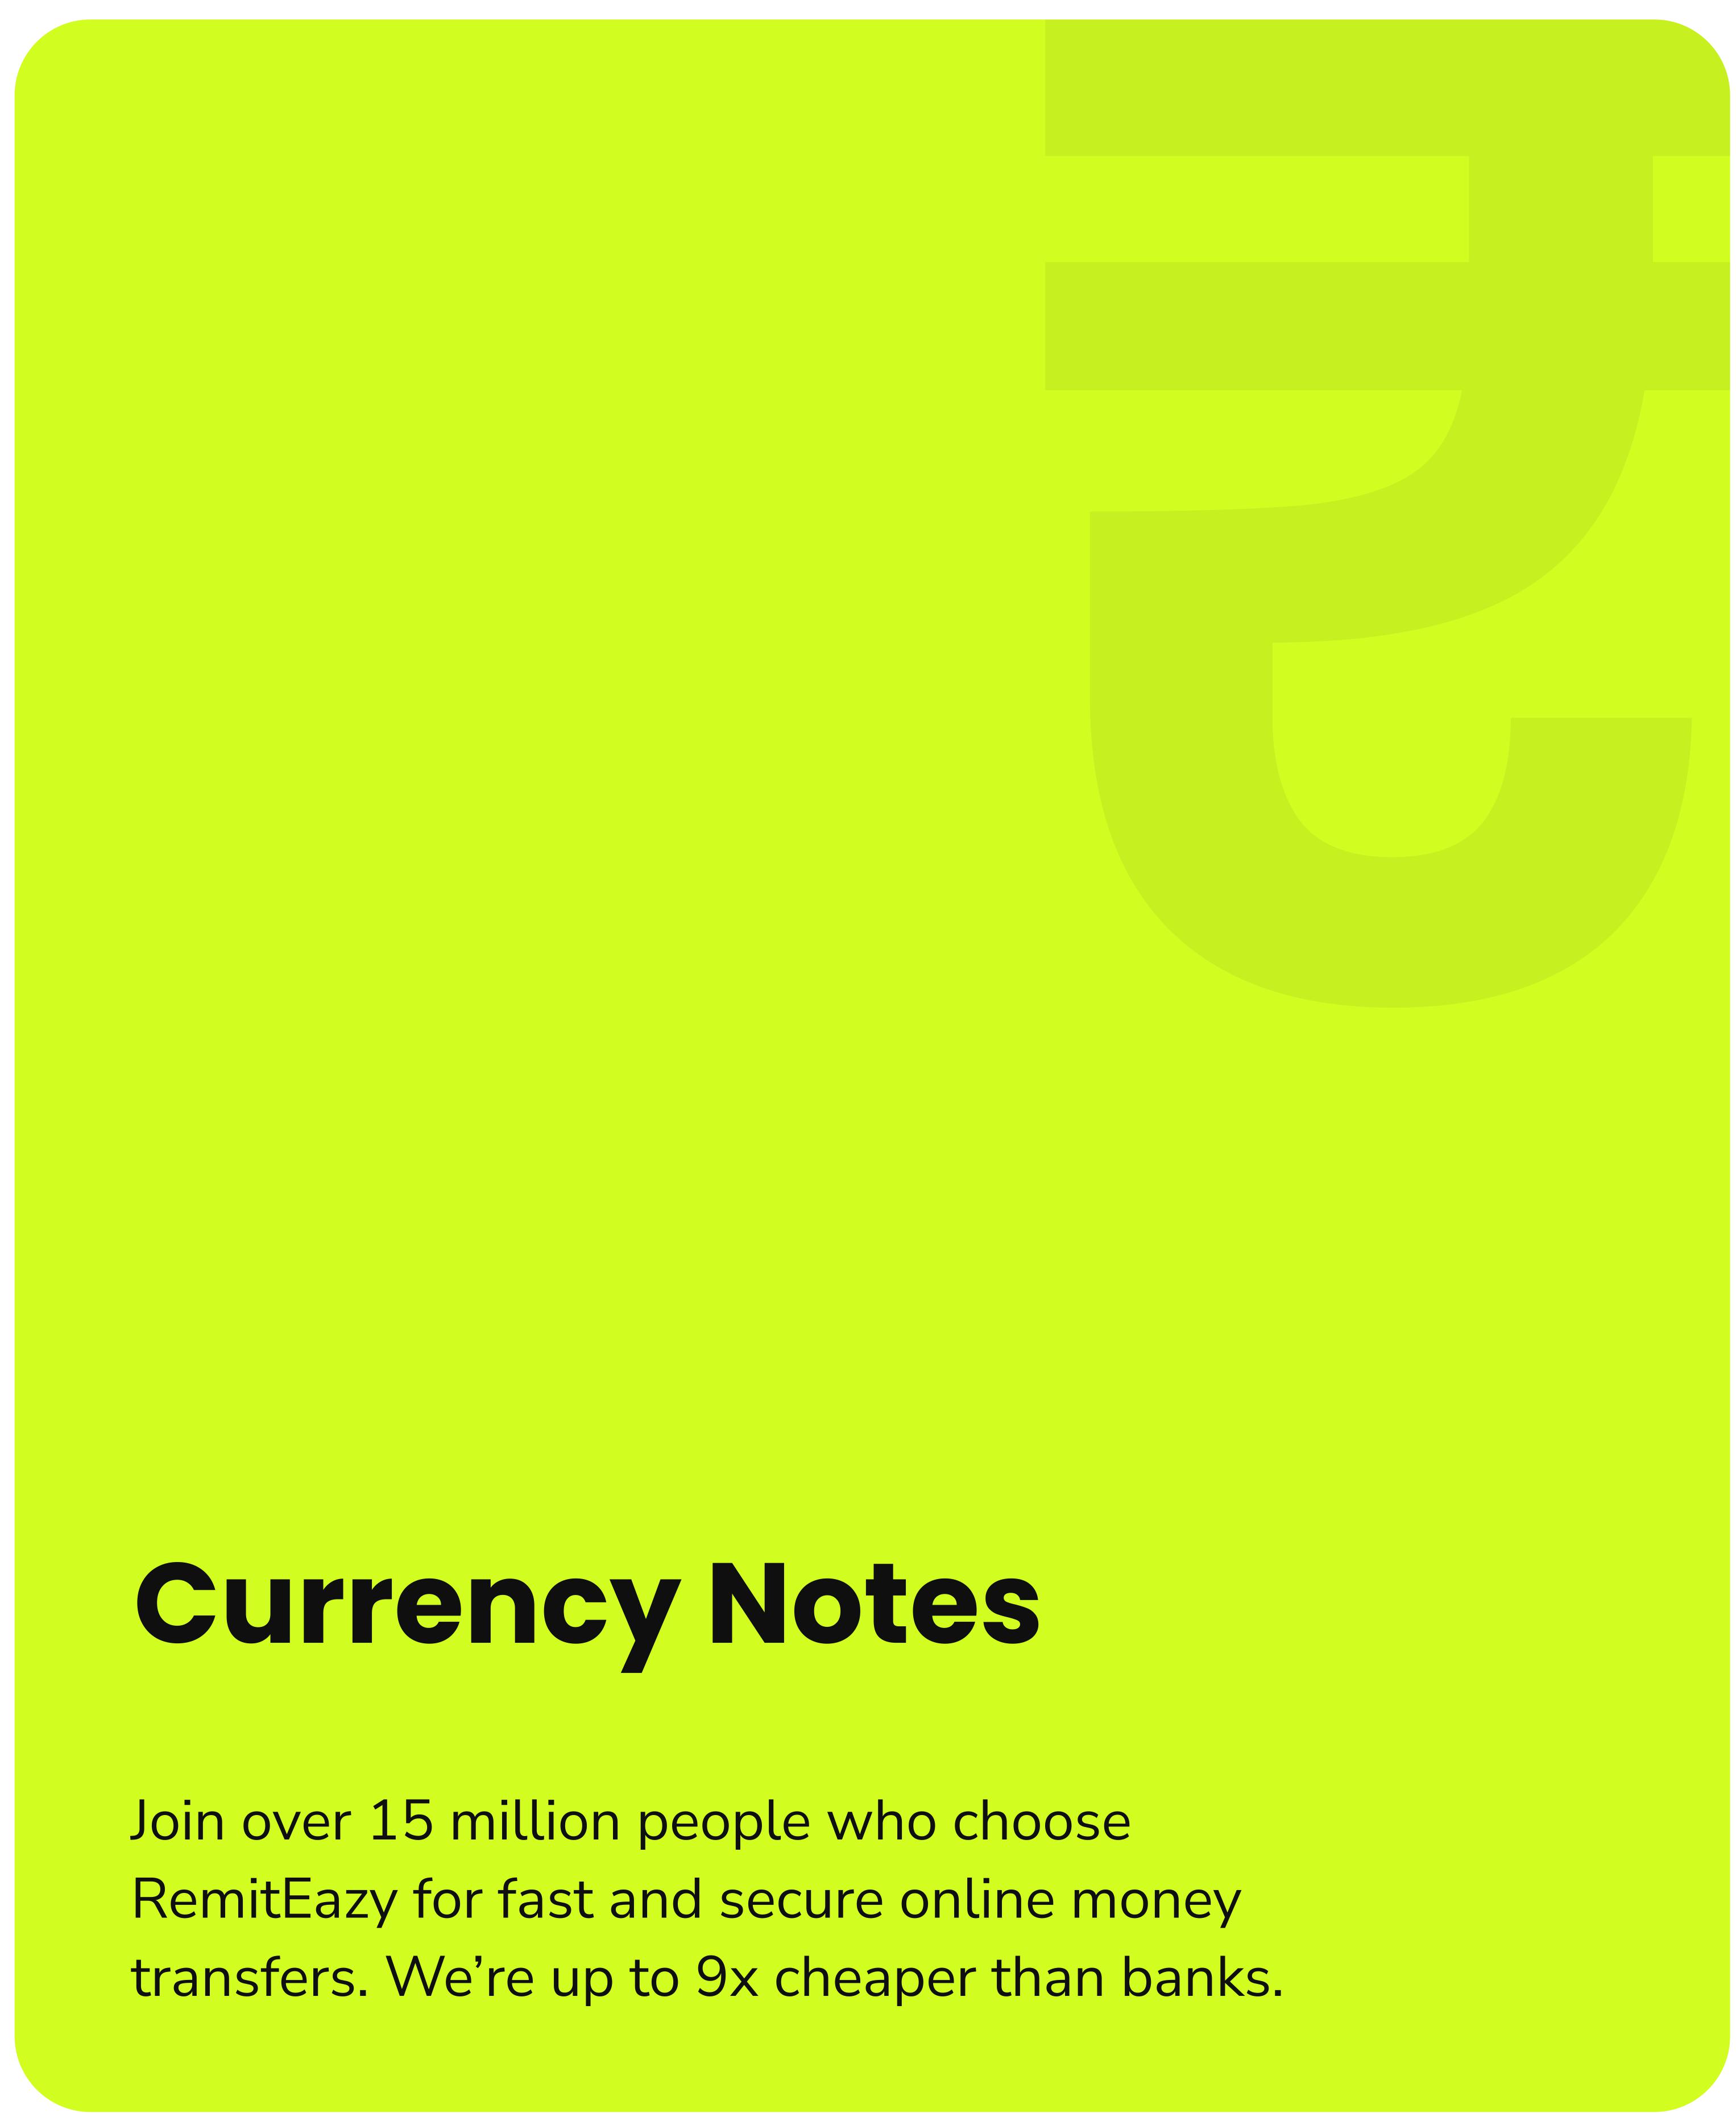 Currency Notes
Join over 15 million people who choose
RemitEazy for fast and secure online money
transfers. We’re up to 9x cheaper than banks.